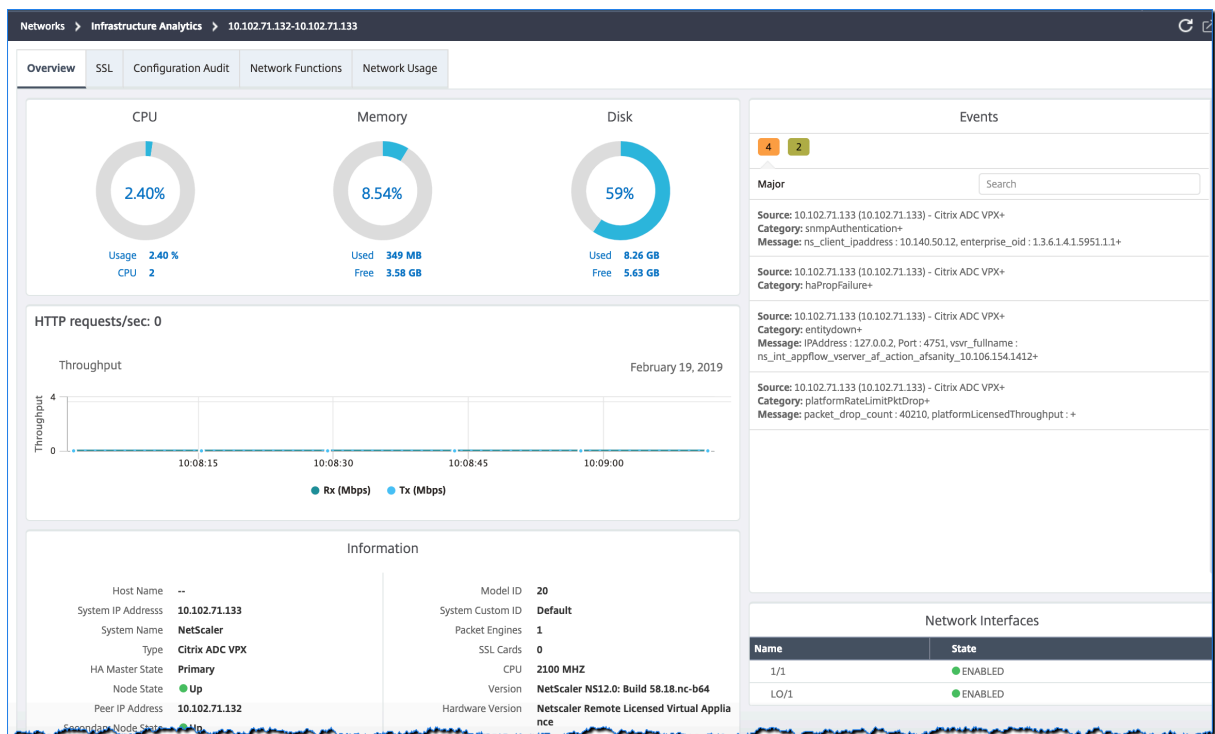 Networks > Infrastructure Analytics > 10.102.71.132-10.102.71.133
Overview SSL Configuration Audit Network Functions Network Usage
CPU Memory Disk
2.40% 8.54% 59%
Usage 2.40 % Used 349 MB Used 8.26 GB
CPU 2 Free 3.58 GB Free 5.63 GB
HTTP requests/sec: 0
Throughput February 19, 2019
Throughput
4
0
10:08:15 10:08:30 10:08:45 10:09:00
Rx (Mbps) Tx (Mbps)
Information
Host Name --
System IP Addresss 10.102.71.133
System Name NetScaler
Type Citrix ADC VPX
HA Master State Primary
Node State Up
Peer IP Address 10.102.71.132
Secondary Node State Up
Model ID 20
System Custom ID Default
Packet Engines 1
SSL Cards 0
CPU 2100 MHZ
Version NetScaler NS12.0: Build 58.18.nc-b64
Hardware Version Netscaler Remote Licensed Virtual Applia
nce
Events
4 2
Major Search
Source: 10.102.71.133 (10.102.71.133) - Citrix ADC VPX+
Category: snmpAuthentication+
Message: ns_client_ipaddress : 10.140.50.12, enterprise_oid : 1.3.6.1.4.1.5951.1.1+
Source: 10.102.71.133 (10.102.71.133) - Citrix ADC VPX+
Category: haPropFailure+
Source: 10.102.71.133 (10.102.71.133) - Citrix ADC VPX+
Category: entitydown+
Message: IPAddress : 127.0.0.2, Port : 4751, vsvr_fullname :
ns_int_appflow_vserver_af_action_afsanity_10.106.154.1412+
Source: 10.102.71.133 (10.102.71.133) - Citrix ADC VPX+
Category: platformRateLimitPktDrop+
Message: packet_drop_count : 40210, platformLicensedThroughput : +
Network Interfaces
Name State
1/1 ENABLED
LO/1 ENABLED